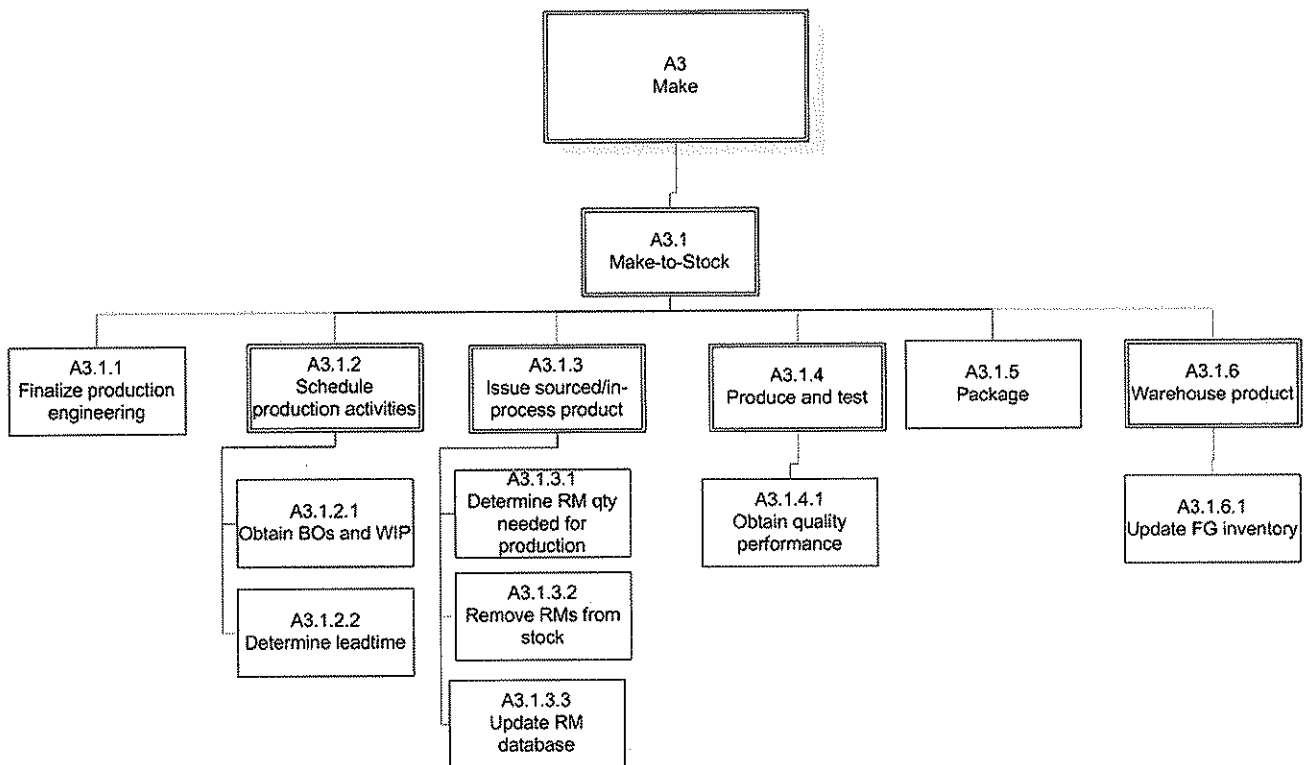 A3
Make
A3.1
Make-to-Stock
A3.1.1
Finalize production
engineering
A3.1.2
Schedule
production activities
A3.1.3
Issue sourced/in-
process product
A3.1.4
Produce and test
A3.1.5
Package
A3.1.6
Warehouse product
A3.1.2.1
Obtain BOs and WIP
A3.1.2.2
Determine leadtime
A3.1.3.1
Determine RM qty
needed for
production
A3.1.3.2
Remove RMs from
stock
A3.1.3.3
Update RM
database
A3.1.4.1
Obtain quality
performance
A3.1.6.1
Update FG inventory